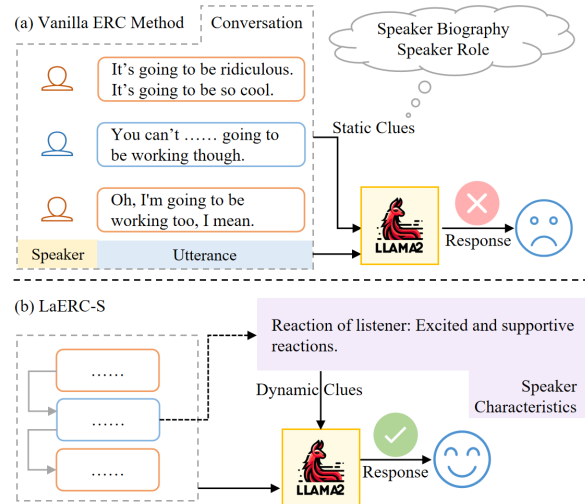 (a) Vanilla ERC Method
Conversation
Speaker Biography
Speaker Role
It's going to be ridiculous.
It's going to be so cool.
You can't ...... going to
be working though.
Static Clues
Oh, I'm going to be
working too, I mean.
LLAMA2
Response
Speaker
Utterance
(b) LaERC-S
Reaction of listener: Excited and supportive
reactions.
......
......
......
Dynamic Clues
Speaker
Characteristics
LLAMA2
Response